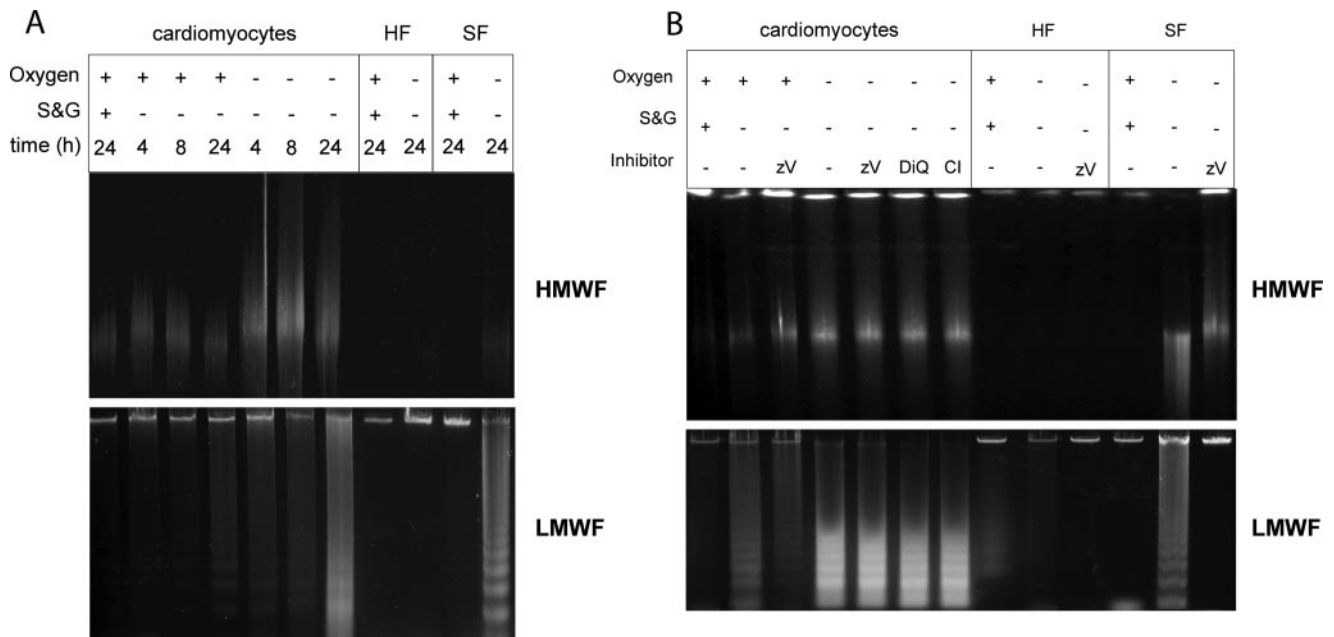 A
cardiomyocytes HF SF
Oxygen + + + + - - - + - + -
S&G + - - - - - - + - + -
time (h) 24 4 8 24 4 8 24 24 24 24 24
HMWF
LMWF
B
cardiomyocytes HF SF
Oxygen + + + - - - - + - - + - -
S&G + - - - - - - + - - + - -
Inhibitor - - zV - zV DiQ CI - - zV - - zV
HMWF
LMWF